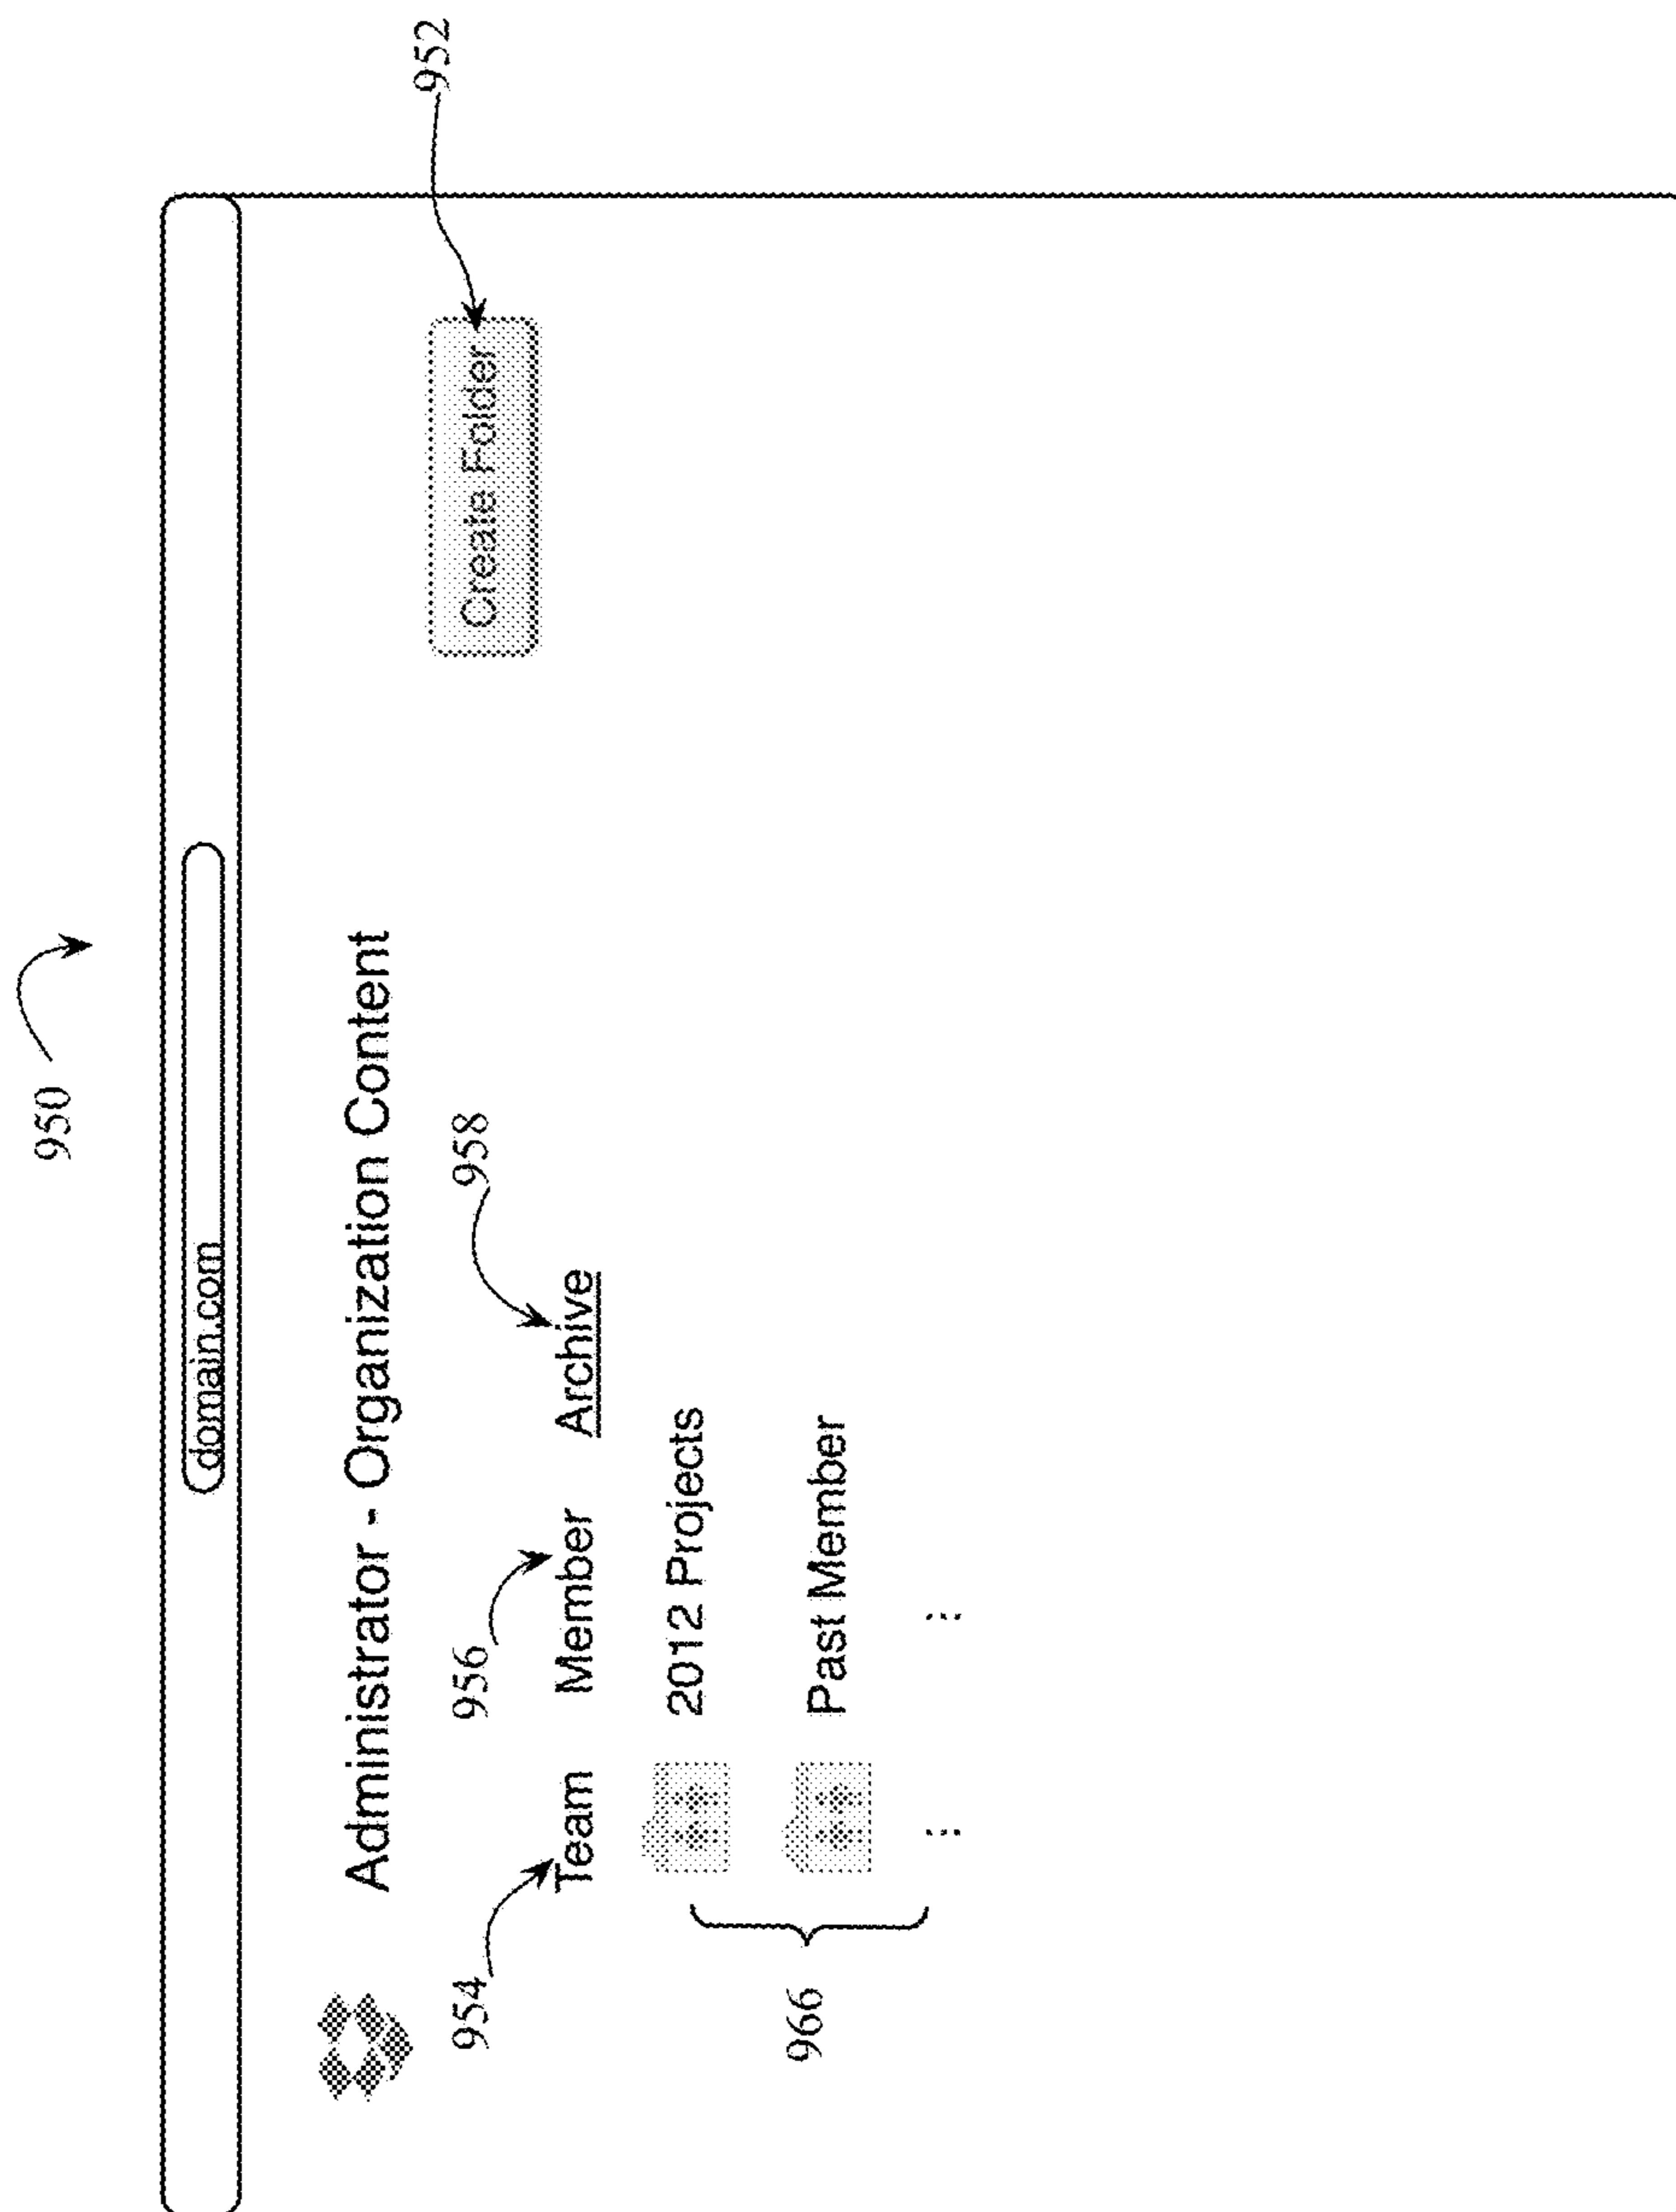 950
domain.com
952
Administrator - Organization Content
954 956 958
Create Folder
Team Member Archive
2012 Projects
966
Past Member